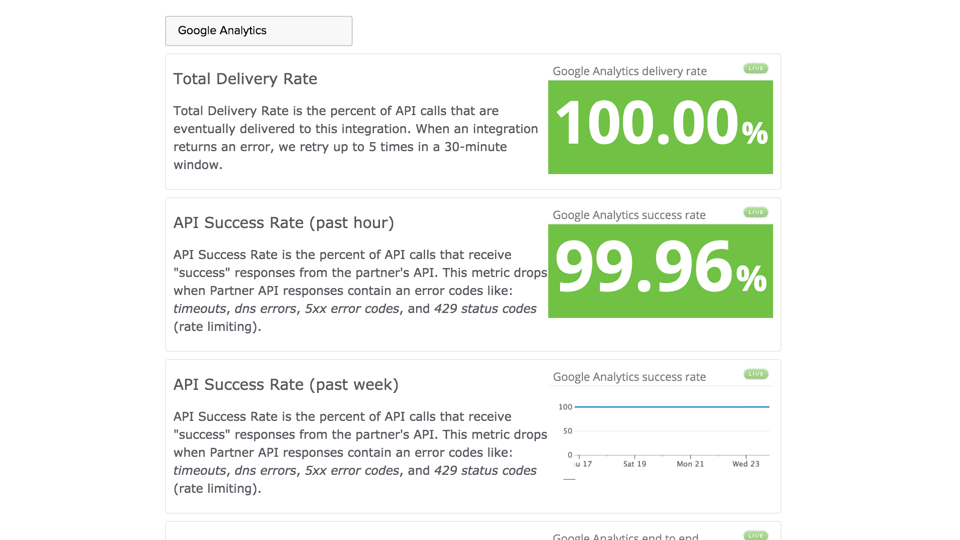 Google Analytics
Total Delivery Rate
Total Delivery Rate is the percent of API calls that are
eventually delivered to this integration. When an integration
returns an error, we retry up to 5 times in a 30-minute
window.
Google Analytics delivery rate
LIVE
100.00%
API Success Rate (past hour)
API Success Rate is the percent of API calls that receive
"success" responses from the partner's API. This metric drops
when Partner API responses contain an error codes like:
timeouts, dns errors, 5xx error codes, and 429 status codes
(rate limiting).
Google Analytics success rate
LIVE
99.96%
API Success Rate (past week)
API Success Rate is the percent of API calls that receive
"success" responses from the partner's API. This metric drops
when Partner API responses contain an error codes like:
timeouts, dns errors, 5xx error codes, and 429 status codes
(rate limiting).
Google Analytics success rate
LIVE
100
50
0
u 17 Sat 19 Mon 21 Wed 23
Google Analytics end to end
LIVE